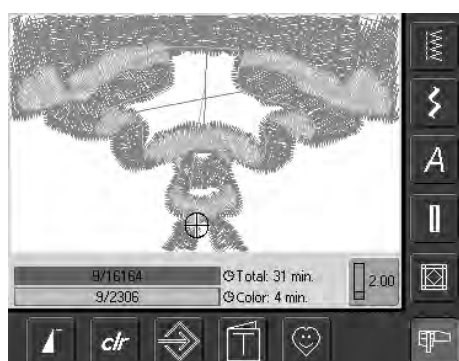 9/16164 Total: 31 min.
9/2306 Color: 4 min.
2.00
A
clr
T